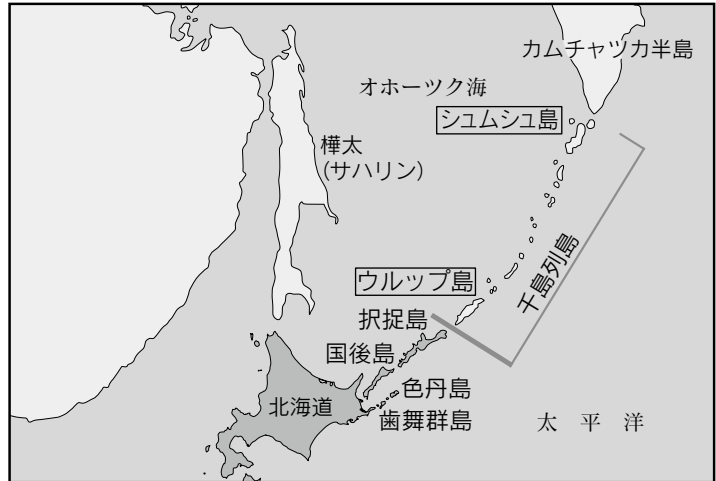 カムチャツカ半島
オホーツク海
シュムシュ島
樺太
(サハリン)
千島列島
ウルップ島
択捉島
国後島
色丹島
北海道
歯舞群島
太平洋